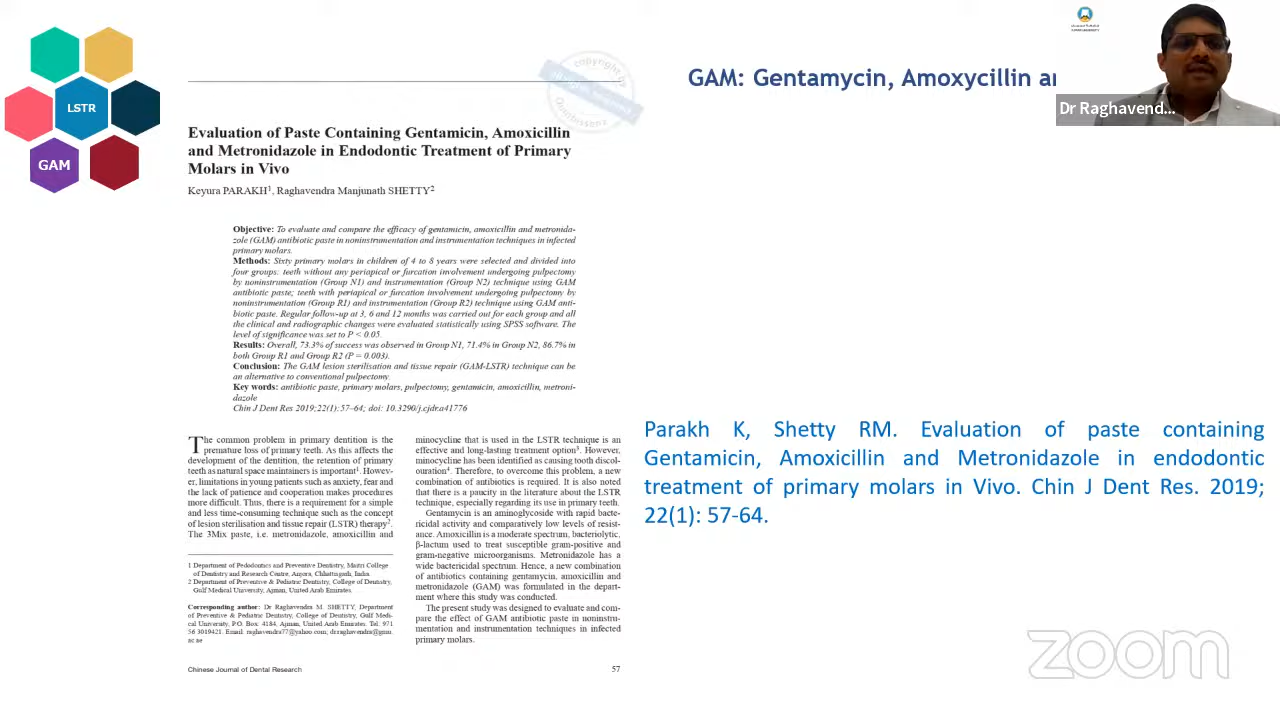 LSTR
GAM
copyright
Quintessenz
Evaluation of Paste Containing Gentamicin, Amoxicillin
and Metronidazole in Endodontic Treatment of Primary
Molars in Vivo
Keyura PARAKH1, Raghavendra Manjunath SHETTY2
Objective: To evaluate and compare the efficacy of gentamicin, amoxicillin and metronida-
zole (GAM) antibiotic paste in noninstrumentation and instrumentation techniques in infected
primary molars.
Methods: Sixty primary molars in children of 4 to 8 years were selected and divided into
four groups: teeth without any periapical or furcation involvement undergoing pulpectomy
by noninstrumentation (Group N1) and instrumentation (Group N2) technique using GAM
antibiotic paste; teeth with periapical or furcation involvement undergoing pulpectomy by
noninstrumentation (Group R1) and instrumentation (Group R2) technique using GAM anti-
biotic paste. Regular follow-up at 3, 6 and 12 months was carried out for each group and all
the clinical and radiographic changes were evaluated statistically using SPSS software. The
level of significance was set to P < 0.05.
Results: Overall, 73.3% of success was observed in Group N1, 71.4% in Group N2, 86.7% in
both Group R1 and Group R2 (P = 0.003).
Conclusion: The GAM lesion sterilisation and tissue repair (GAM-LSTR) technique can be
an alternative to conventional pulpectomy.
Key words: antibiotic paste, primary molars, pulpectomy, gentamicin, amoxicillin, metroni-
dazole
Chin J Dent Res 2019;22(1):57–64; doi: 10.3290/j.cjdr.a41776
The common problem in primary dentition is the
premature loss of primary teeth. As this affects the
development of the dentition, the retention of primary
teeth as natural space maintainers is important1. Howev-
er, limitations in young patients such as anxiety, fear and
the lack of patience and cooperation makes procedures
more difficult. Thus, there is a requirement for a simple
and less time-consuming technique such as the concept
of lesion sterilisation and tissue repair (LSTR) therapy2.
The 3Mix paste, i.e. metronidazole, amoxicillin and
1 Department of Pedodontics and Preventive Dentistry, Maitri College
of Dentistry and Research Centre, Anjora, Chhattisgarh, India.
2 Department of Preventive & Pediatric Dentistry, College of Dentistry,
Gulf Medical University, Ajman, United Arab Emirates.
Corresponding author: Dr Raghavendra M. SHETTY, Department
of Preventive & Pediatric Dentistry, College of Dentistry, Gulf Medi-
cal University, P.O. Box: 4184, Ajman, United Arab Emirates. Tel: 971
56 3019421. Email: raghavendra77@yahoo.com; dr.raghavendra@gmu.
ac.ae
minocycline that is used in the LSTR technique is an
effective and long-lasting treatment option3. However,
minocycline has been identified as causing tooth discol-
ouration4. Therefore, to overcome this problem, a new
combination of antibiotics is required. It is also noted
that there is a paucity in the literature about the LSTR
technique, especially regarding its use in primary teeth.
Gentamycin is an aminoglycoside with rapid bacte-
ricidal activity and comparatively low levels of resist-
ance. Amoxicillin is a moderate spectrum, bacteriolytic,
β-lactum used to treat susceptible gram-positive and
gram-negative microorganisms. Metronidazole has a
wide bactericidal spectrum. Hence, a new combination
of antibiotics containing gentamycin, amoxicillin and
metronidazole (GAM) was formulated in the depart-
ment where this study was conducted.
The present study was designed to evaluate and com-
pare the effect of GAM antibiotic paste in noninstru-
mentation and instrumentation techniques in infected
primary molars.
Chinese Journal of Dental Research
57
GAM: Gentamycin, Amoxycillin ar
Dr Raghavend...
Parakh K, Shetty RM. Evaluation of paste containing
Gentamicin, Amoxicillin and Metronidazole in endodontic
treatment of primary molars in Vivo. Chin J Dent Res. 2019;
22(1): 57-64.
zoom